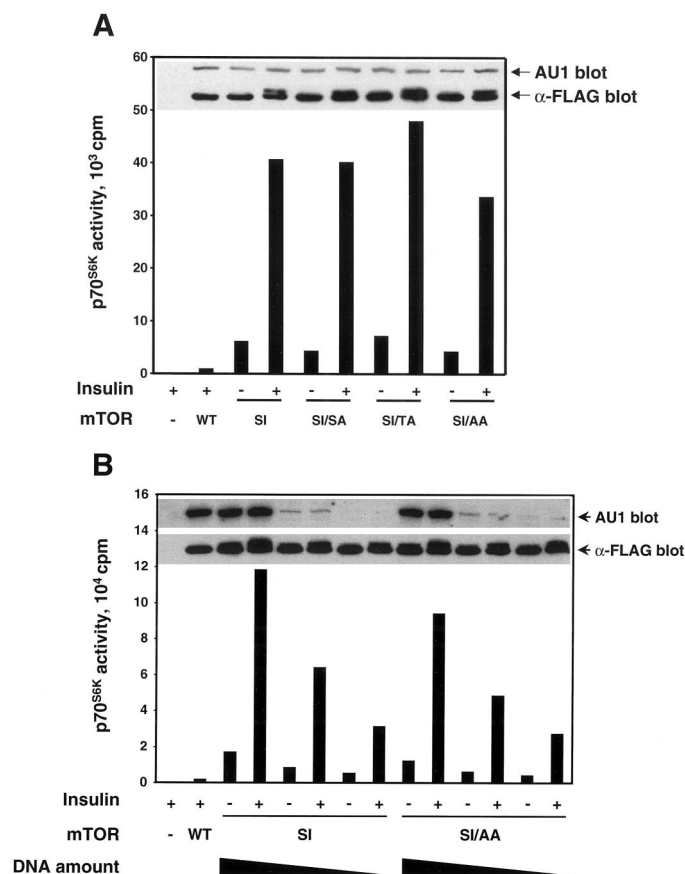 A
60
50
40
30
20
10
0
p70S6K activity, 103 cpm
AU1 blot
α-FLAG blot
Insulin + + - + - + - + - +
mTOR - WT SI SI/SA SI/TA SI/AA
B
16
14
12
10
8
6
4
2
0
p70S6K activity, 104 cpm
AU1 blot
α-FLAG blot
Insulin + + - + - + - + - + - + - +
mTOR - WT SI SI/AA
DNA amount